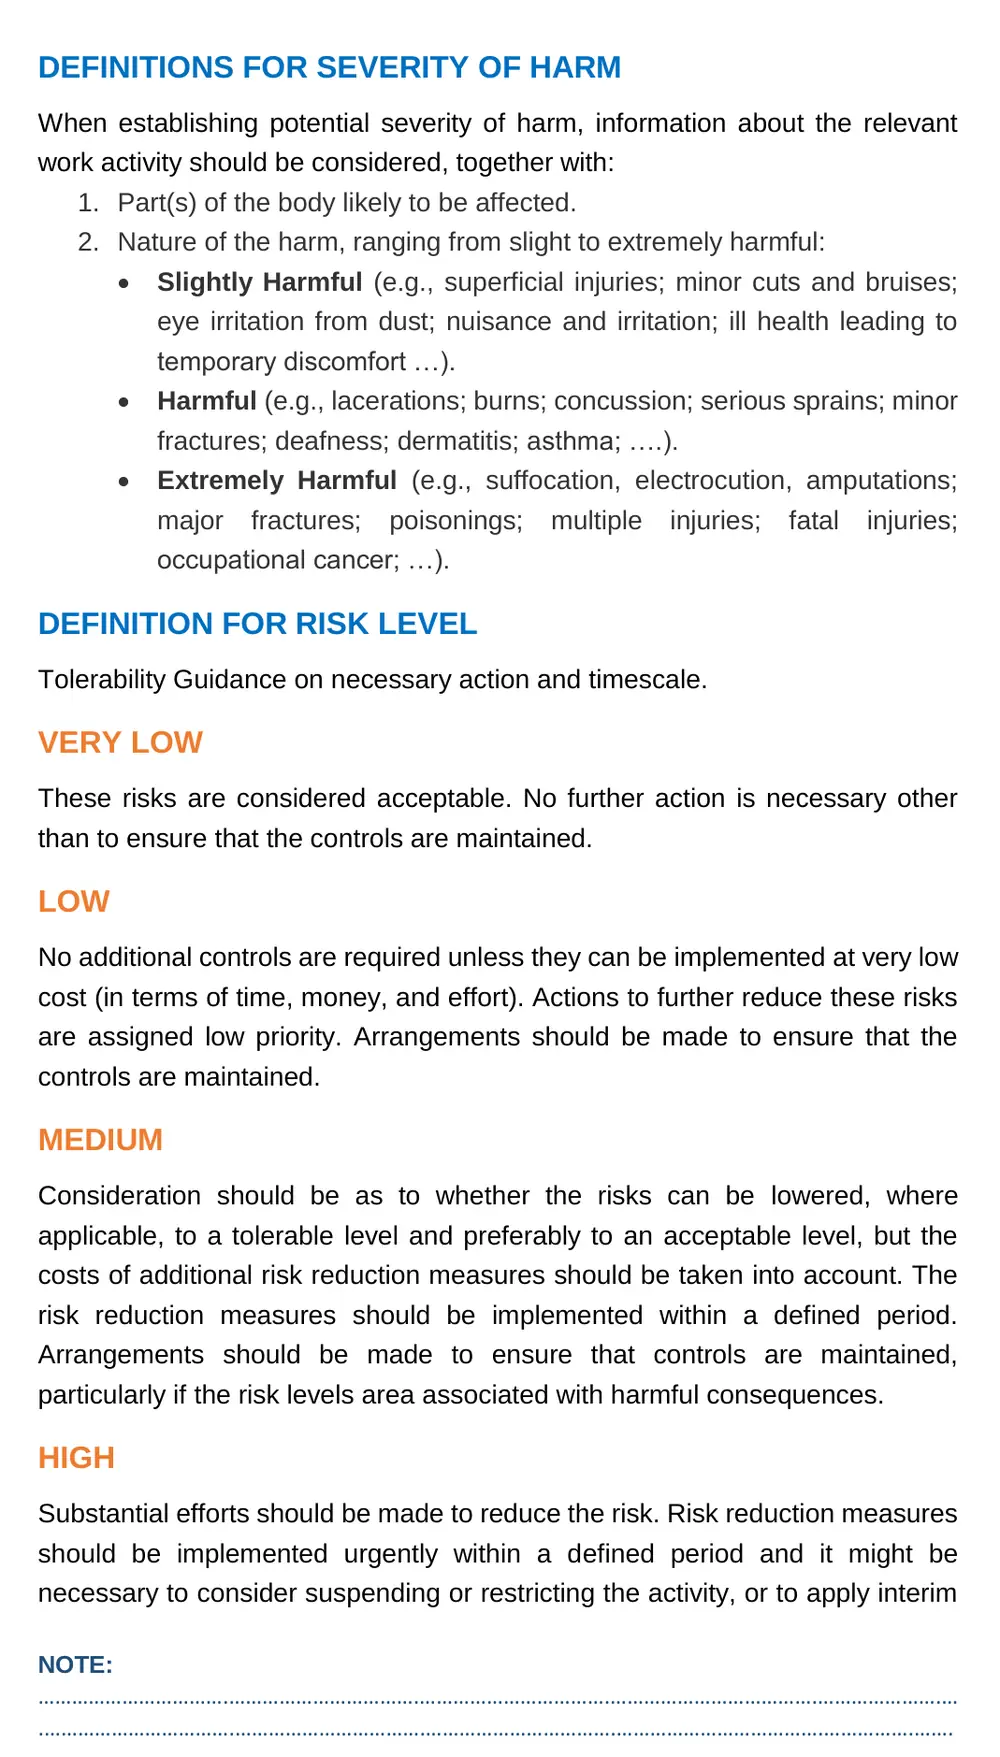 DEFINITIONS FOR SEVERITY OF HARM
When establishing potential severity of harm, information about the relevant
work activity should be considered, together with:
1. Part(s) of the body likely to be affected.
2. Nature of the harm, ranging from slight to extremely harmful:
• Slightly Harmful (e.g., superficial injuries; minor cuts and bruises;
eye irritation from dust; nuisance and irritation; ill health leading to
temporary discomfort …).
• Harmful (e.g., lacerations; burns; concussion; serious sprains; minor
fractures; deafness; dermatitis; asthma; ….).
• Extremely Harmful (e.g., suffocation, electrocution, amputations;
major fractures; poisonings; multiple injuries; fatal injuries;
occupational cancer; …).
DEFINITION FOR RISK LEVEL
Tolerability Guidance on necessary action and timescale.
VERY LOW
These risks are considered acceptable. No further action is necessary other
than to ensure that the controls are maintained.
LOW
No additional controls are required unless they can be implemented at very low
cost (in terms of time, money, and effort). Actions to further reduce these risks
are assigned low priority. Arrangements should be made to ensure that the
controls are maintained.
MEDIUM
Consideration should be as to whether the risks can be lowered, where
applicable, to a tolerable level and preferably to an acceptable level, but the
costs of additional risk reduction measures should be taken into account. The
risk reduction measures should be implemented within a defined period.
Arrangements should be made to ensure that controls are maintained,
particularly if the risk levels area associated with harmful consequences.
HIGH
Substantial efforts should be made to reduce the risk. Risk reduction measures
should be implemented urgently within a defined period and it might be
necessary to consider suspending or restricting the activity, or to apply interim
NOTE: